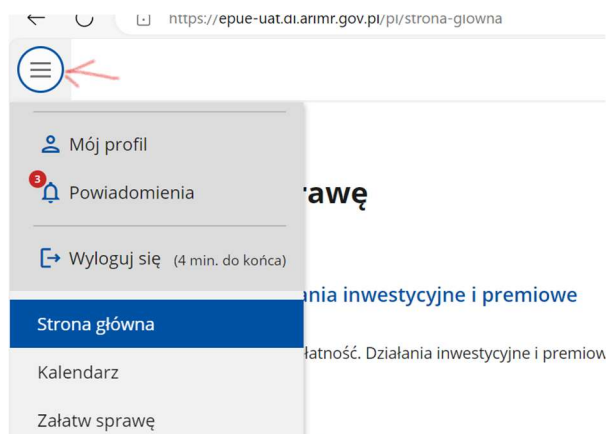 https://epue-uat.di.arimr.gov.pl/pl/strona-glowna
Mój profil
3
Powiadomienia
rawę
Wyloguj się (4 min. do końca)
ania inwestycyjne i premiowe
Strona główna
łatność. Działania inwestycyjne i premiow
Kalendarz
Załatw sprawę